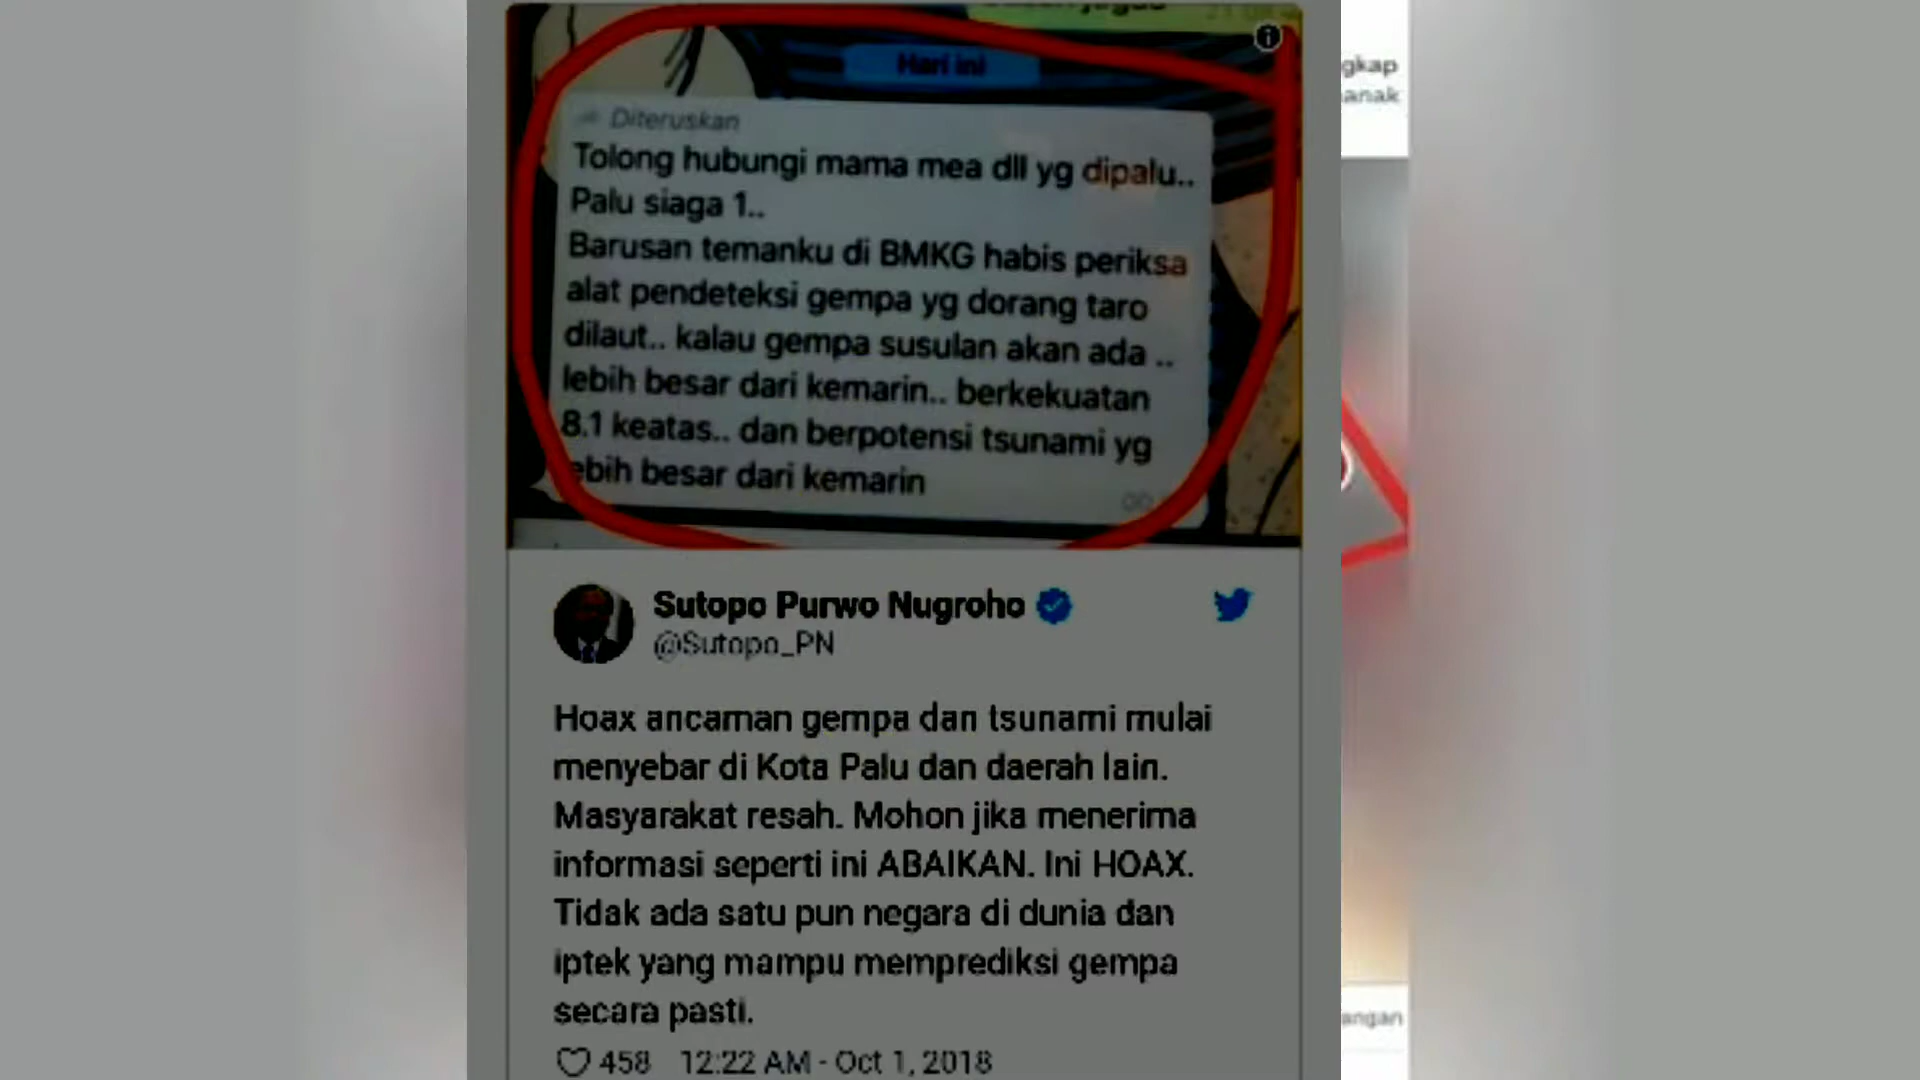 Hari ini
Diteruskan
Tolong hubungi mama mea dll yg dipalu..
Palu siaga 1..
Barusan temanku di BMKG habis periksa
alat pendeteksi gempa yg dorang taro
dilaut.. kalau gempa susulan akan ada ..
lebih besar dari kemarin.. berkekuatan
8.1 keatas.. dan berpotensi tsunami yg
ebih besar dari kemarin
Sutopo Purwo Nugroho
@Sutopo_PN
Hoax ancaman gempa dan tsunami mulai
menyebar di Kota Palu dan daerah lain.
Masyarakat resah. Mohon jika menerima
informasi seperti ini ABAIKAN. Ini HOAX.
Tidak ada satu pun negara di dunia dan
iptek yang mampu memprediksi gempa
secara pasti.
458 12:22 AM - Oct 1, 2018
gkap
anak
angan